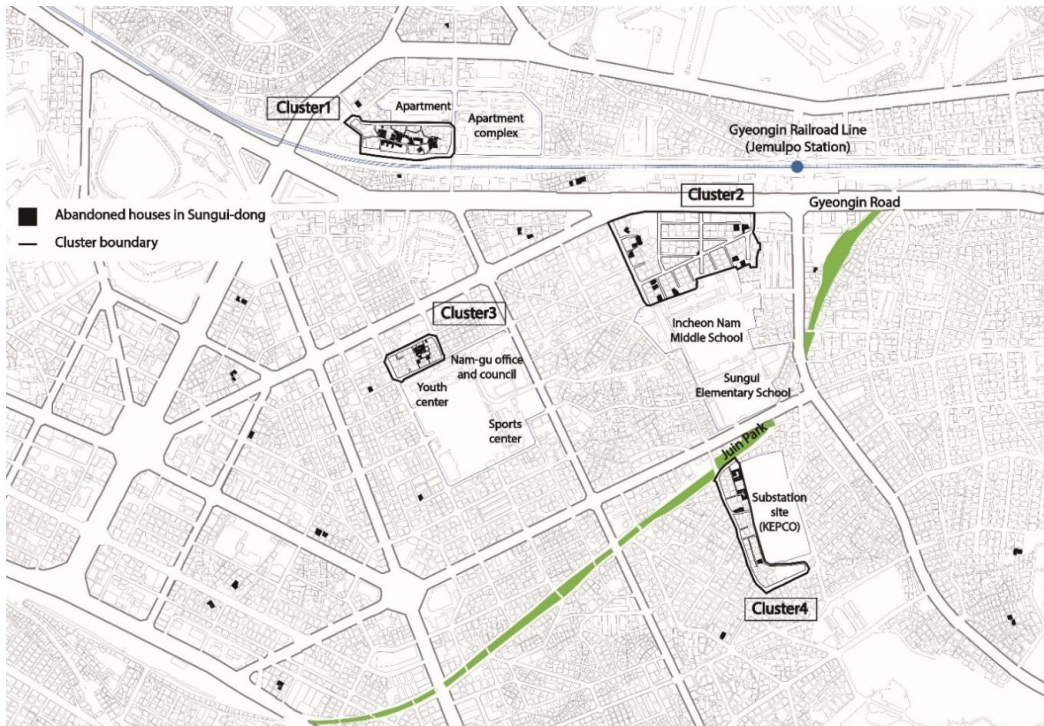 Cluster1
Apartment
Apartment
complex
Gyeongin Railroad Line
(Jemulpo Station)
Cluster2
Gyeongin Road
Abandoned houses in Sungui-dong
Cluster boundary
Cluster3
Incheon Nam
Middle School
Nam-gu office
and council
Youth
center
Sungui
Elementary School
Sports
center
Juin Park
Substation
site
(KEPCO)
Cluster4